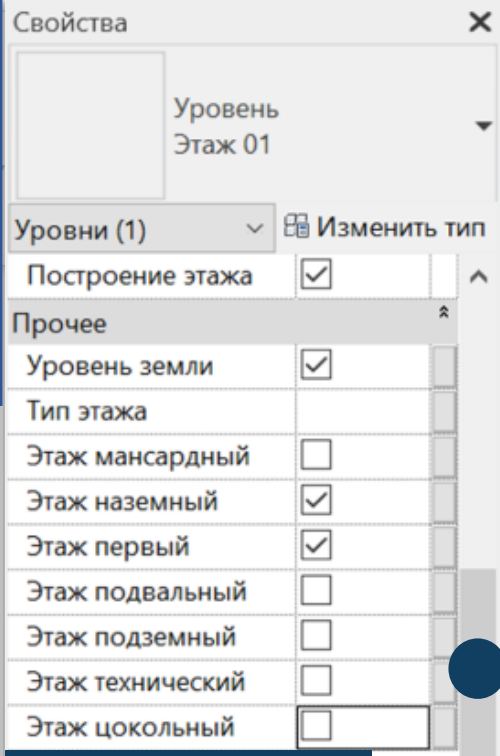 Свойства
Уровень
Этаж 01
Уровни (1)
Изменить тип
Построение этажа
Прочее
Уровень земли
Тип этажа
Этаж мансардный
Этаж наземный
Этаж первый
Этаж подвальный
Этаж подземный
Этаж технический
Этаж цокольный